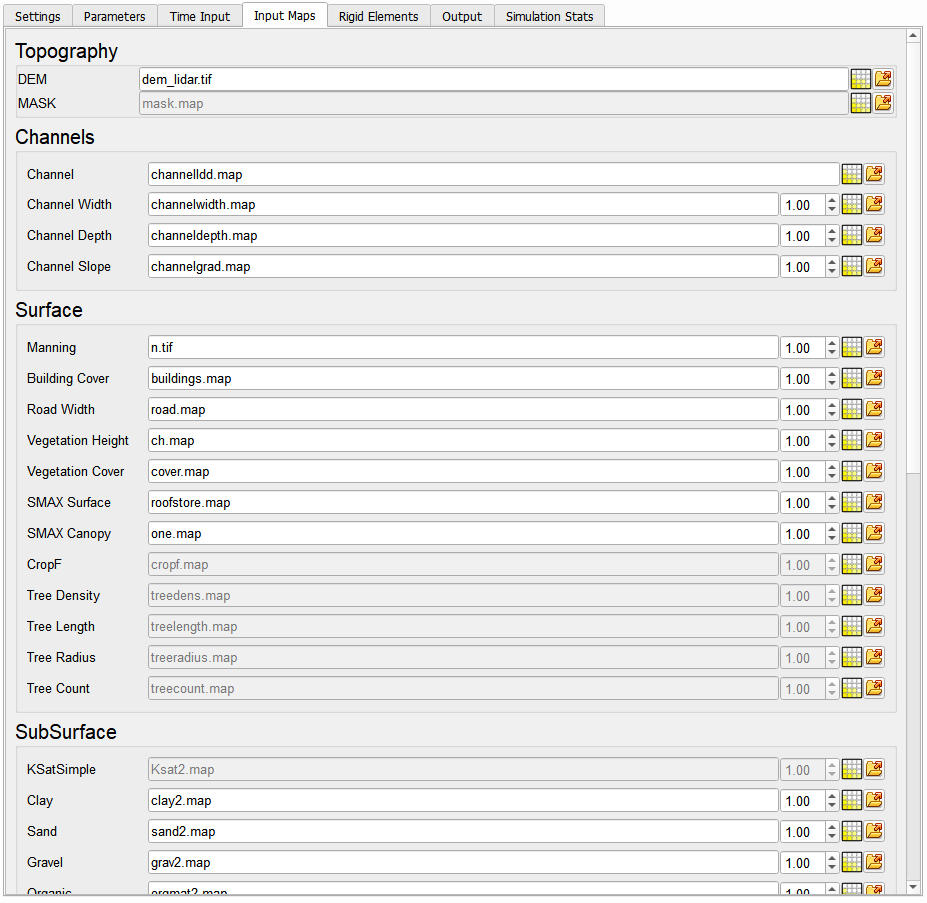 Settings Parameters Time Input Input Maps Rigid Elements Output Simulation Stats
Topography
DEM dem_lidar.tif
MASK mask.map
Channels
Channel channelldd.map
Channel Width channelwidth.map 1.00
Channel Depth channeldepth.map 1.00
Channel Slope channelgrad.map 1.00
Surface
Manning n.tif 1.00
Building Cover buildings.map 1.00
Road Width road.map 1.00
Vegetation Height ch.map 1.00
Vegetation Cover cover.map 1.00
SMAX Surface roofstore.map 1.00
SMAX Canopy one.map 1.00
CropF cropf.map 1.00
Tree Density treedens.map 1.00
Tree Length treelength.map 1.00
Tree Radius treeradius.map 1.00
Tree Count treecount.map 1.00
SubSurface
KSatSimple Ksat2.map 1.00
Clay clay2.map 1.00
Sand sand2.map 1.00
Gravel grav2.map 1.00
Organic orgmat2.map 1.00